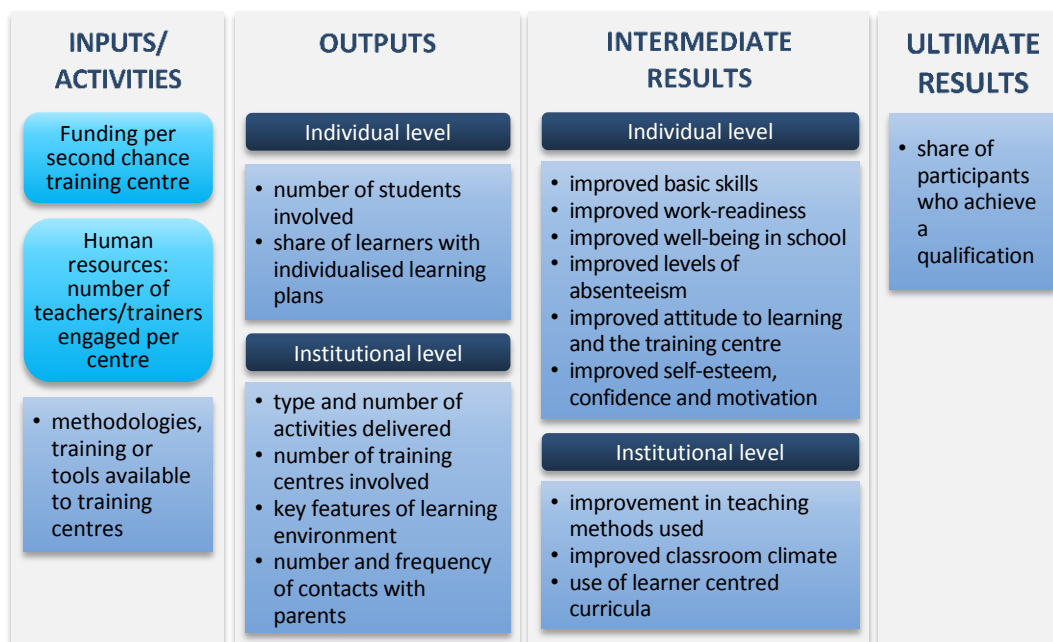 INPUTS/
ACTIVITIES
Funding per
second chance
training centre
Human
resources:
number of
teachers/trainers
engaged per
centre
• methodologies,
training or
tools available
to training
centres
OUTPUTS
Individual level
• number of students
involved
• share of learners with
individualised learning
plans
Institutional level
• type and number of
activities delivered
• number of training
centres involved
• key features of learning
environment
• number and frequency
of contacts with
parents
INTERMEDIATE
RESULTS
Individual level
• improved basic skills
• improved work-readiness
• improved well-being in school
• improved levels of
absenteeism
• improved attitude to learning
and the training centre
• improved self-esteem,
confidence and motivation
Institutional level
• improvement in teaching
methods used
• improved classroom climate
• use of learner centred
curricula
ULTIMATE
RESULTS
• share of
participants
who achieve
a
qualification